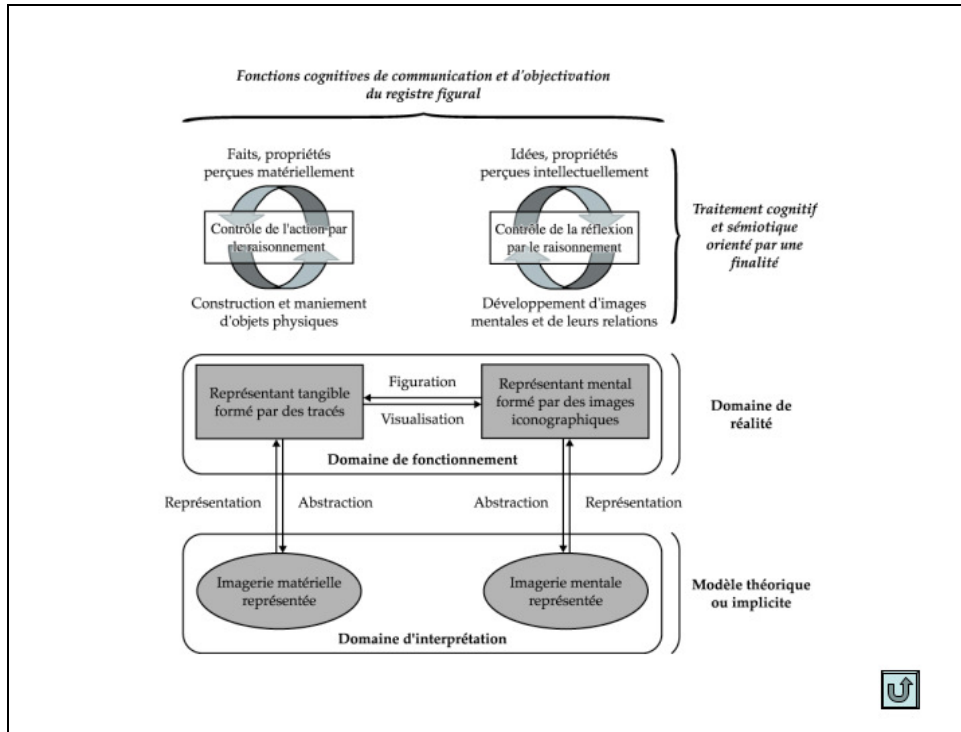 Fonctions cognitives de communication et d'objectivation
du registre figural
Faits, propriétés
perçues matériellement
Contrôle de l'action par
le raisonnement
Construction et maniement
d'objets physiques
Idées, propriétés
perçues intellectuellement
Contrôle de la réflexion
par le raisonnement
Développement d'images
mentales et de leurs relations
Traitement cognitif
et sémiotique
orienté par une
finalité
Représentant tangible
formé par des tracés
Figuration
Visualisation
Représentant mental
formé par des images
iconographiques
Domaine de fonctionnement
Domaine de
réalité
Représentation
Abstraction
Abstraction
Représentation
Imagerie matérielle
représentée
Imagerie mentale
représentée
Domaine d'interprétation
Modèle théorique
ou implicite